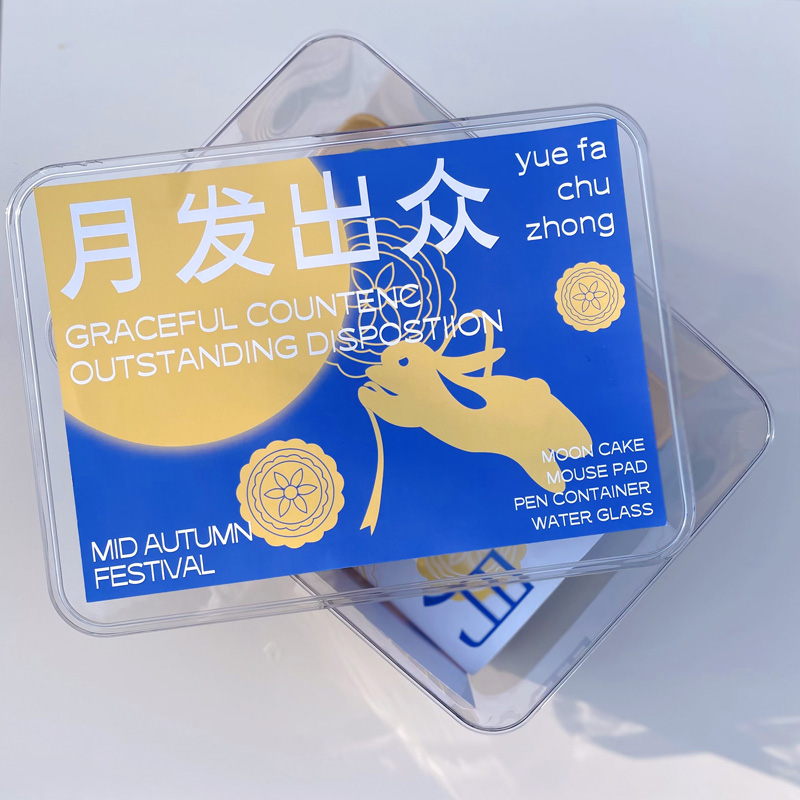 月发出众
yue fa
chu
zhong
GRACEFUL COUNTENC
OUTSTANDING DISPOSTIION
MOON CAKE
MOUSE PAD
PEN CONTAINER
WATER GLASS
MID AUTUMN
FESTIVAL